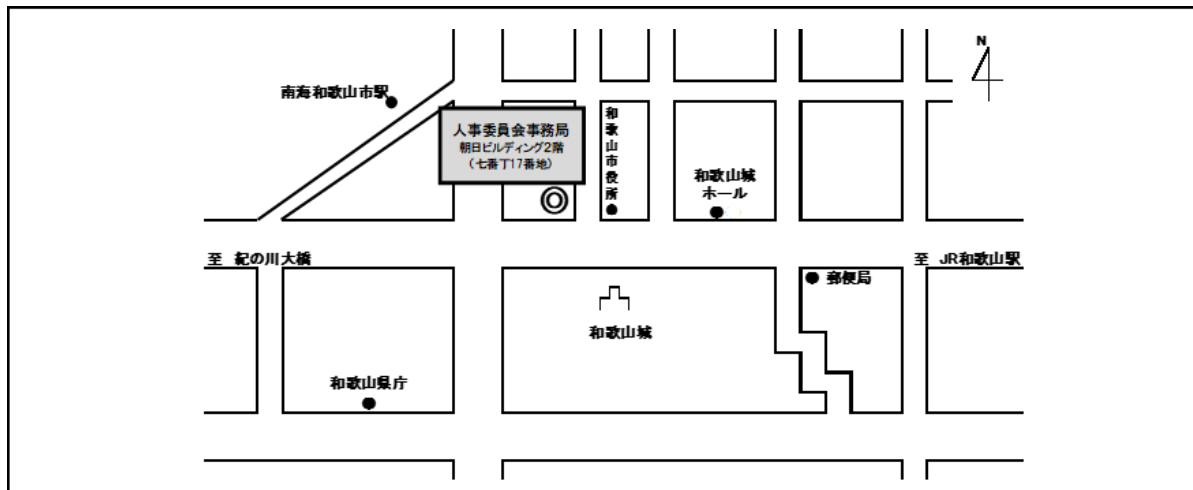 N
南海和歌山市駅
人事委員会事務局
朝日ビルディング2階
（七番丁17番地）
和歌山市役所
和歌山城
ホール
至 紀の川大橋
至 JR和歌山駅
郵便局
和歌山城
和歌山県庁